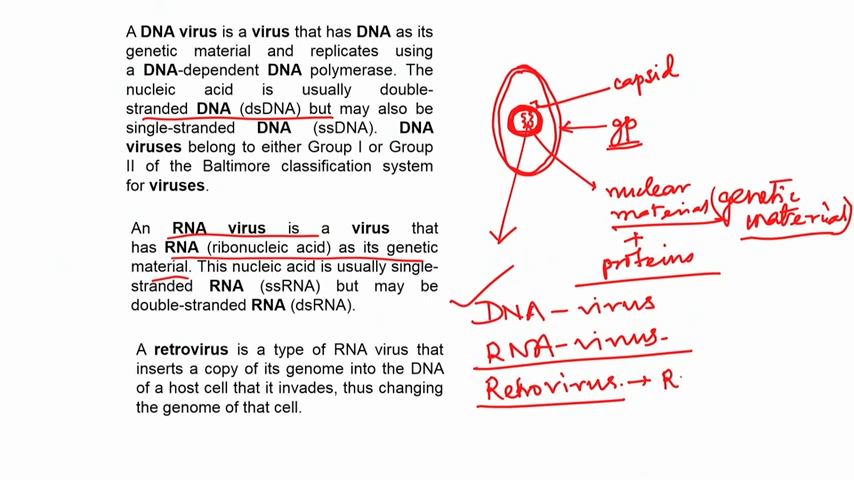 A DNA virus is a virus that has DNA as its
genetic material and replicates using
a DNA-dependent DNA polymerase. The
nucleic acid is usually double-
stranded DNA (dsDNA) but may also be
single-stranded DNA (ssDNA). DNA
viruses belong to either Group I or Group
II of the Baltimore classification system
for viruses.
An RNA virus is a virus that
has RNA (ribonucleic acid) as its genetic
material. This nucleic acid is usually single-
stranded RNA (ssRNA) but may be
double-stranded RNA (dsRNA).
A retrovirus is a type of RNA virus that
inserts a copy of its genome into the DNA
of a host cell that it invades, thus changing
the genome of that cell.
capsid
gp
nuclear
material (genetic
material)
+
proteins
DNA - virus
RNA - virus-
Retrovirus. → R